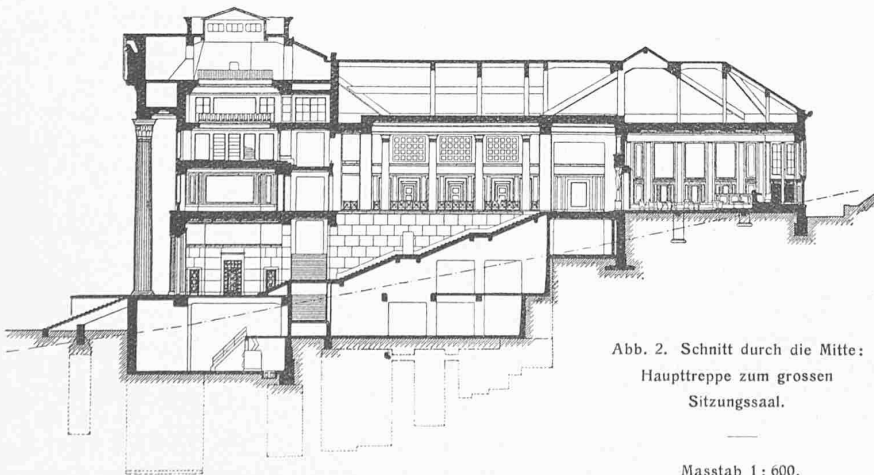 Abb. 2. Schnitt durch die Mitte:
Haupttreppe zum grossen
Sitzungssaal.
Masstab 1 : 600.